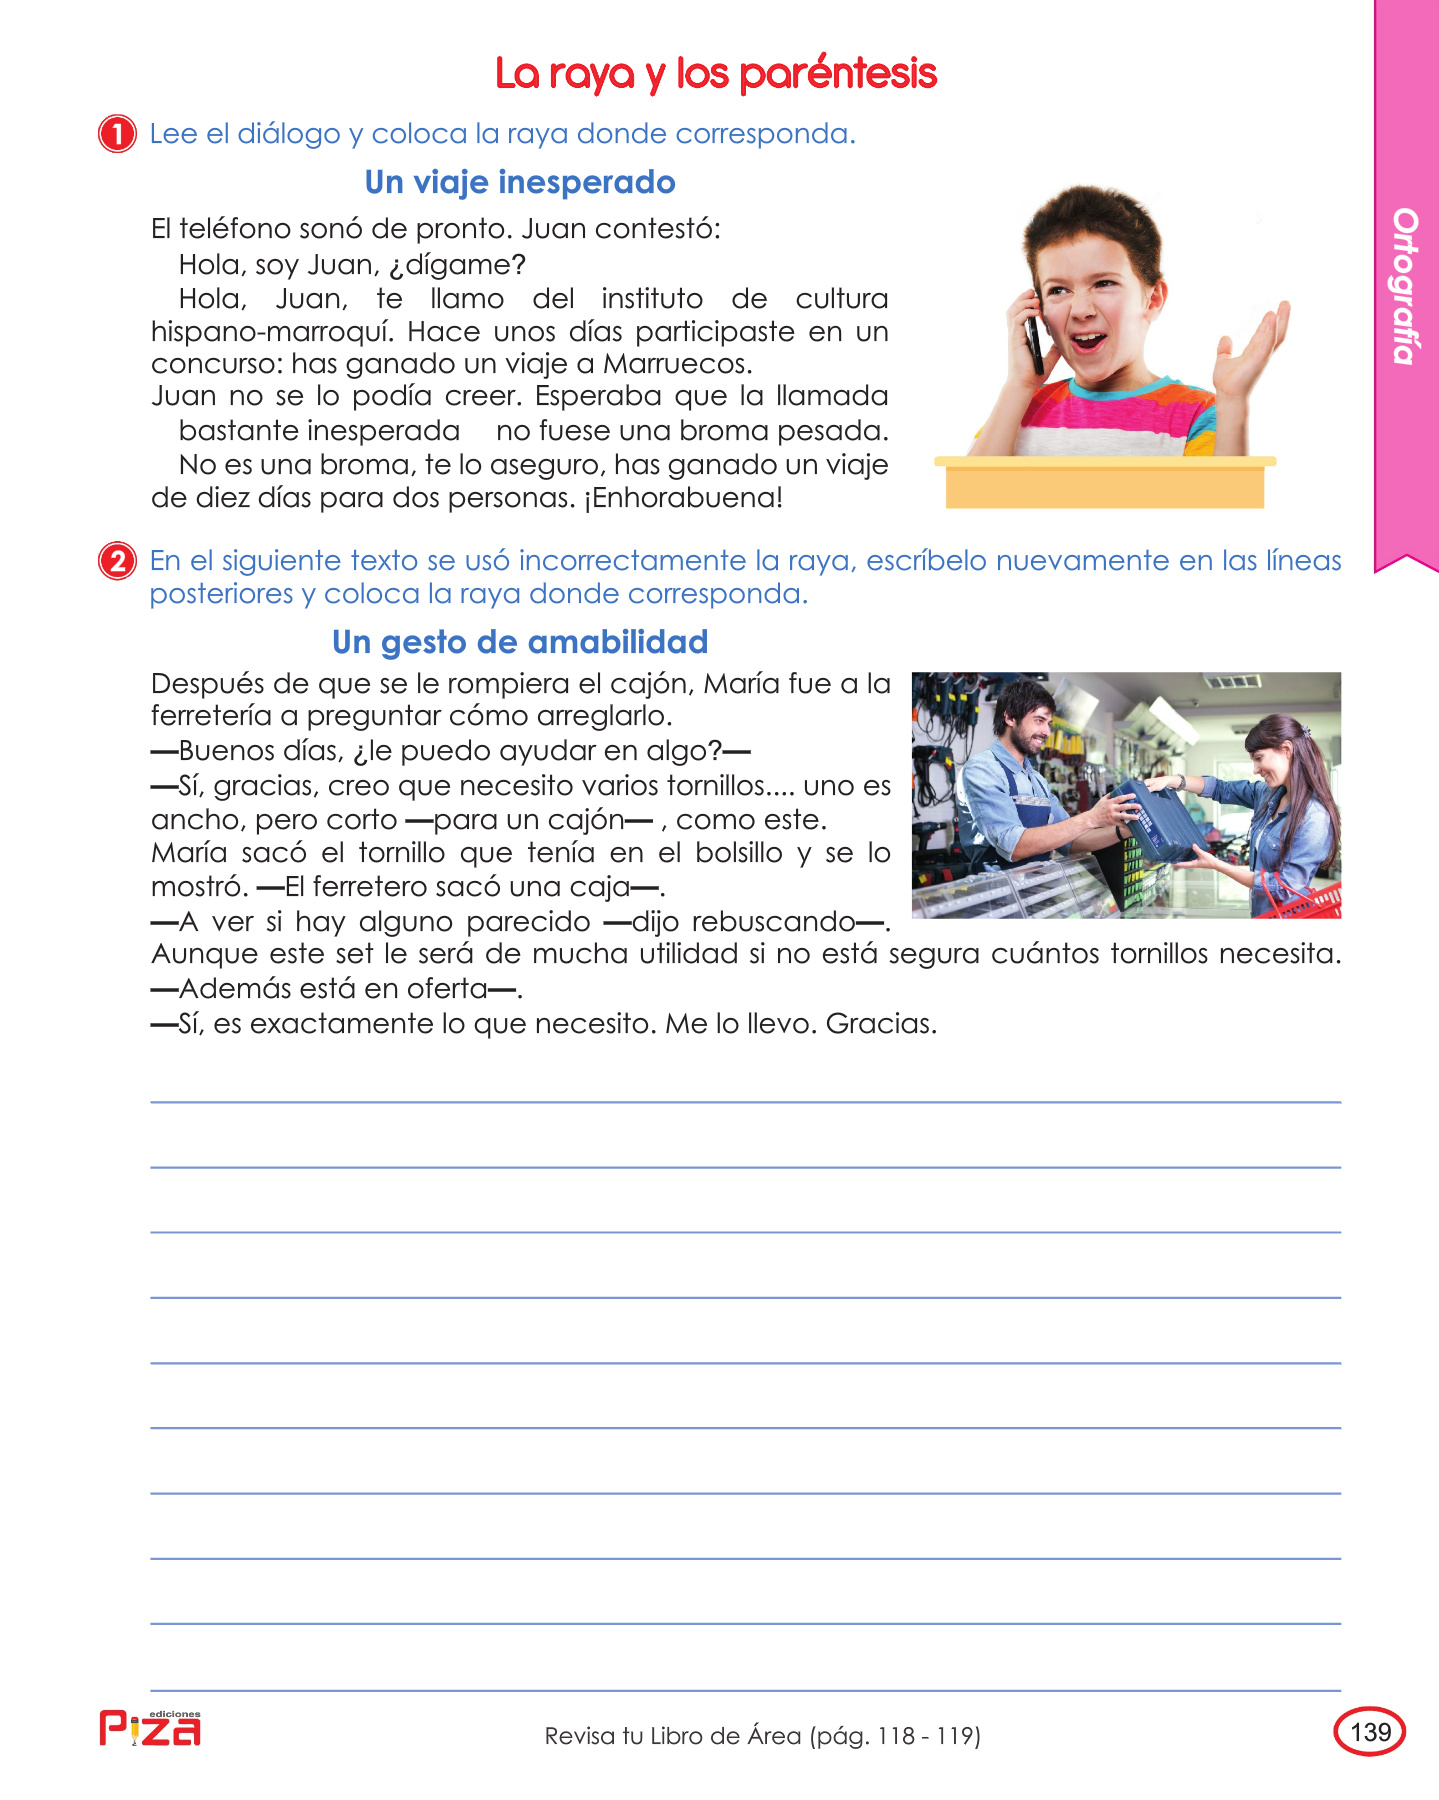 La raya y los paréntesis
Ortografía
1 Lee el diálogo y coloca la raya donde corresponda.
Un viaje inesperado
El teléfono sonó de pronto. Juan contestó:
Hola, soy Juan, ¿dígame?
Hola, Juan, te llamo del instituto de cultura
hispano-marroquí. Hace unos días participaste en un
concurso: has ganado un viaje a Marruecos.
Juan no se lo podía creer. Esperaba que la llamada
bastante inesperada no fuese una broma pesada.
No es una broma, te lo aseguro, has ganado un viaje
de diez días para dos personas. ¡Enhorabuena!
2 En el siguiente texto se usó incorrectamente la raya, escríbelo nuevamente en las líneas
posteriores y coloca la raya donde corresponda.
Un gesto de amabilidad
Después de que se le rompiera el cajón, María fue a la
ferretería a preguntar cómo arreglarlo.
—Buenos días, ¿le puedo ayudar en algo?—
—Sí, gracias, creo que necesito varios tornillos.... uno es
ancho, pero corto —para un cajón— , como este.
María sacó el tornillo que tenía en el bolsillo y se lo
mostró. —El ferretero sacó una caja—.
—A ver si hay alguno parecido —dijo rebuscando—.
Aunque este set le será de mucha utilidad si no está segura cuántos tornillos necesita.
—Además está en oferta—.
—Sí, es exactamente lo que necesito. Me lo llevo. Gracias.
ediciones
Piza
Revisa tu Libro de Área (pág. 118 - 119)
139